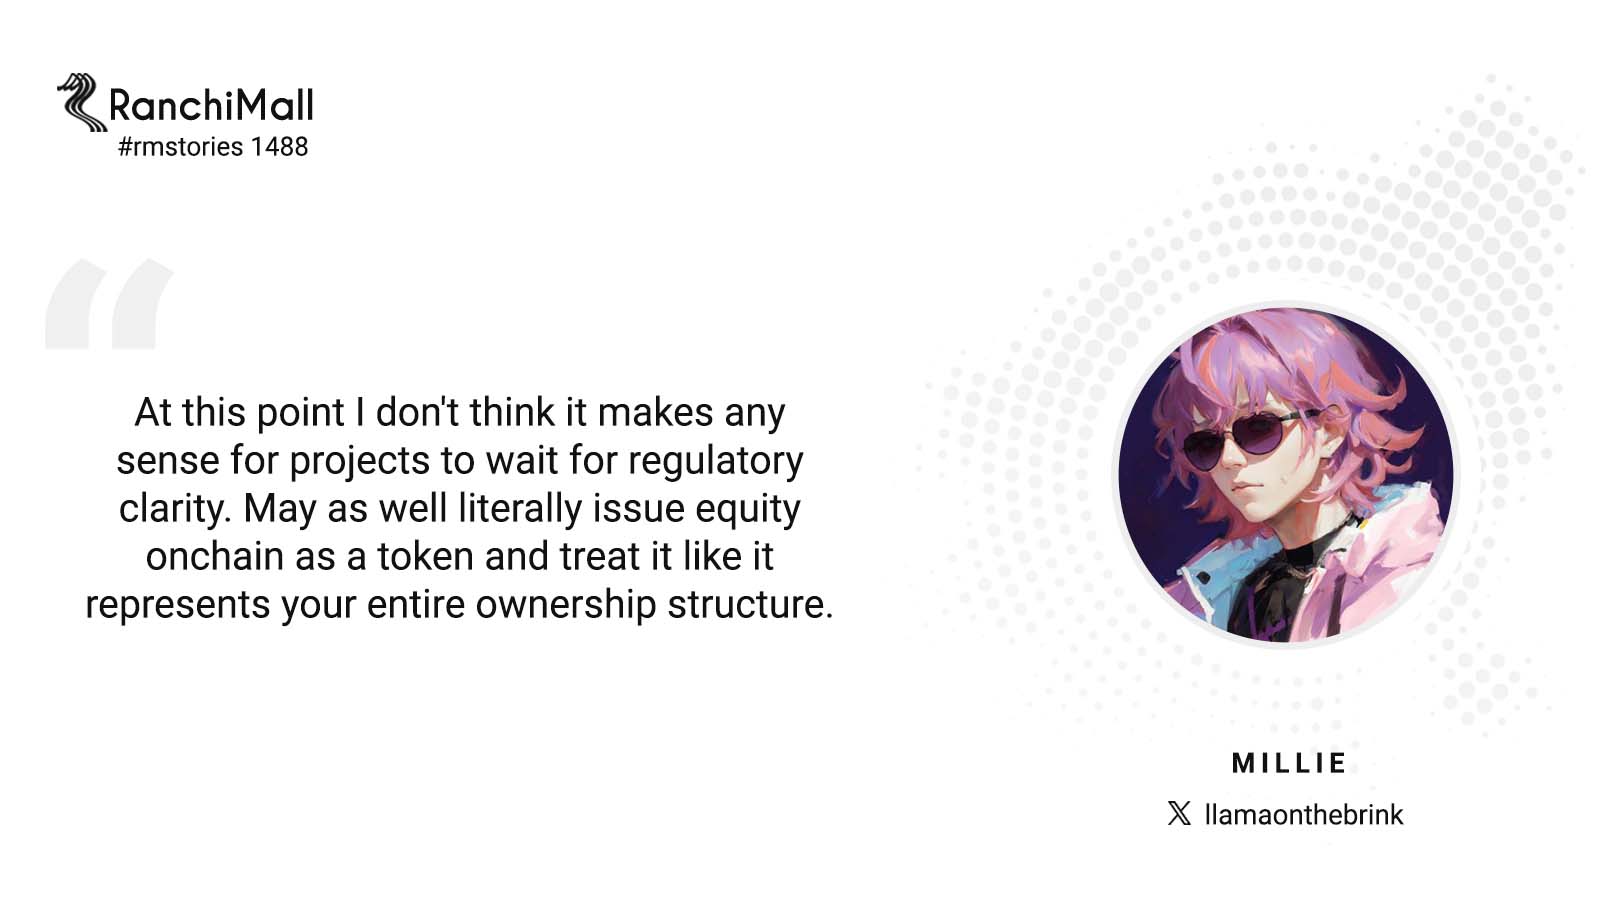 RanchiMall
#rmstories 1488
“
At this point I don't think it makes any
sense for projects to wait for regulatory
clarity. May as well literally issue equity
onchain as a token and treat it like it
represents your entire ownership structure.
MILLIE
𝕏 llamaonthebrink